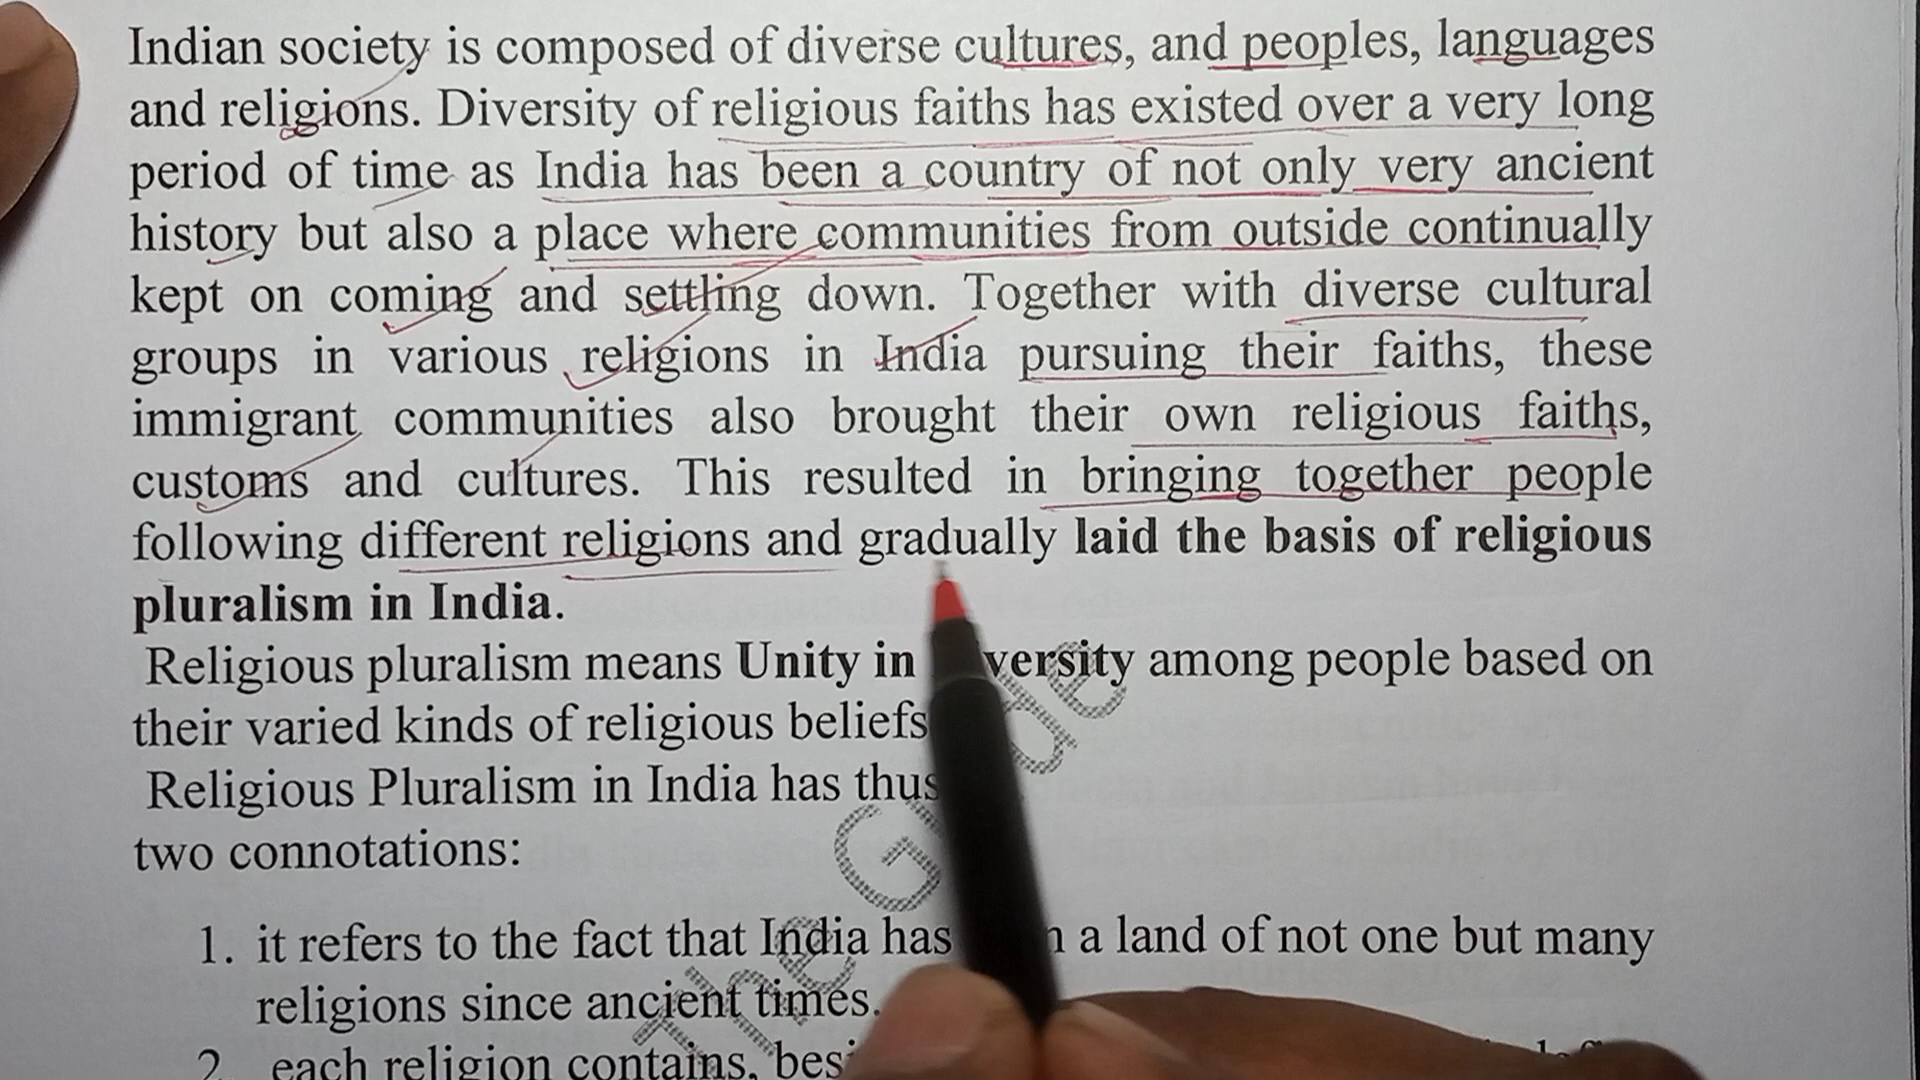 Indian society is composed of diverse cultures, and peoples, languages
and religions. Diversity of religious faiths has existed over a very long
period of time as India has been a country of not only very ancient
history but also a place where communities from outside continually
kept on coming and settling down. Together with diverse cultural
groups in various religions in India pursuing their faiths, these
immigrant communities also brought their own religious faiths,
customs and cultures. This resulted in bringing together people
following different religions and gradually laid the basis of religious
pluralism in India.
Religious pluralism means Unity in versity among people based on
their varied kinds of religious beliefs
Religious Pluralism in India has thus
two connotations:
1. it refers to the fact that India has a land of not one but many
religions since ancient times.
2. each religion contains, besi
The G de